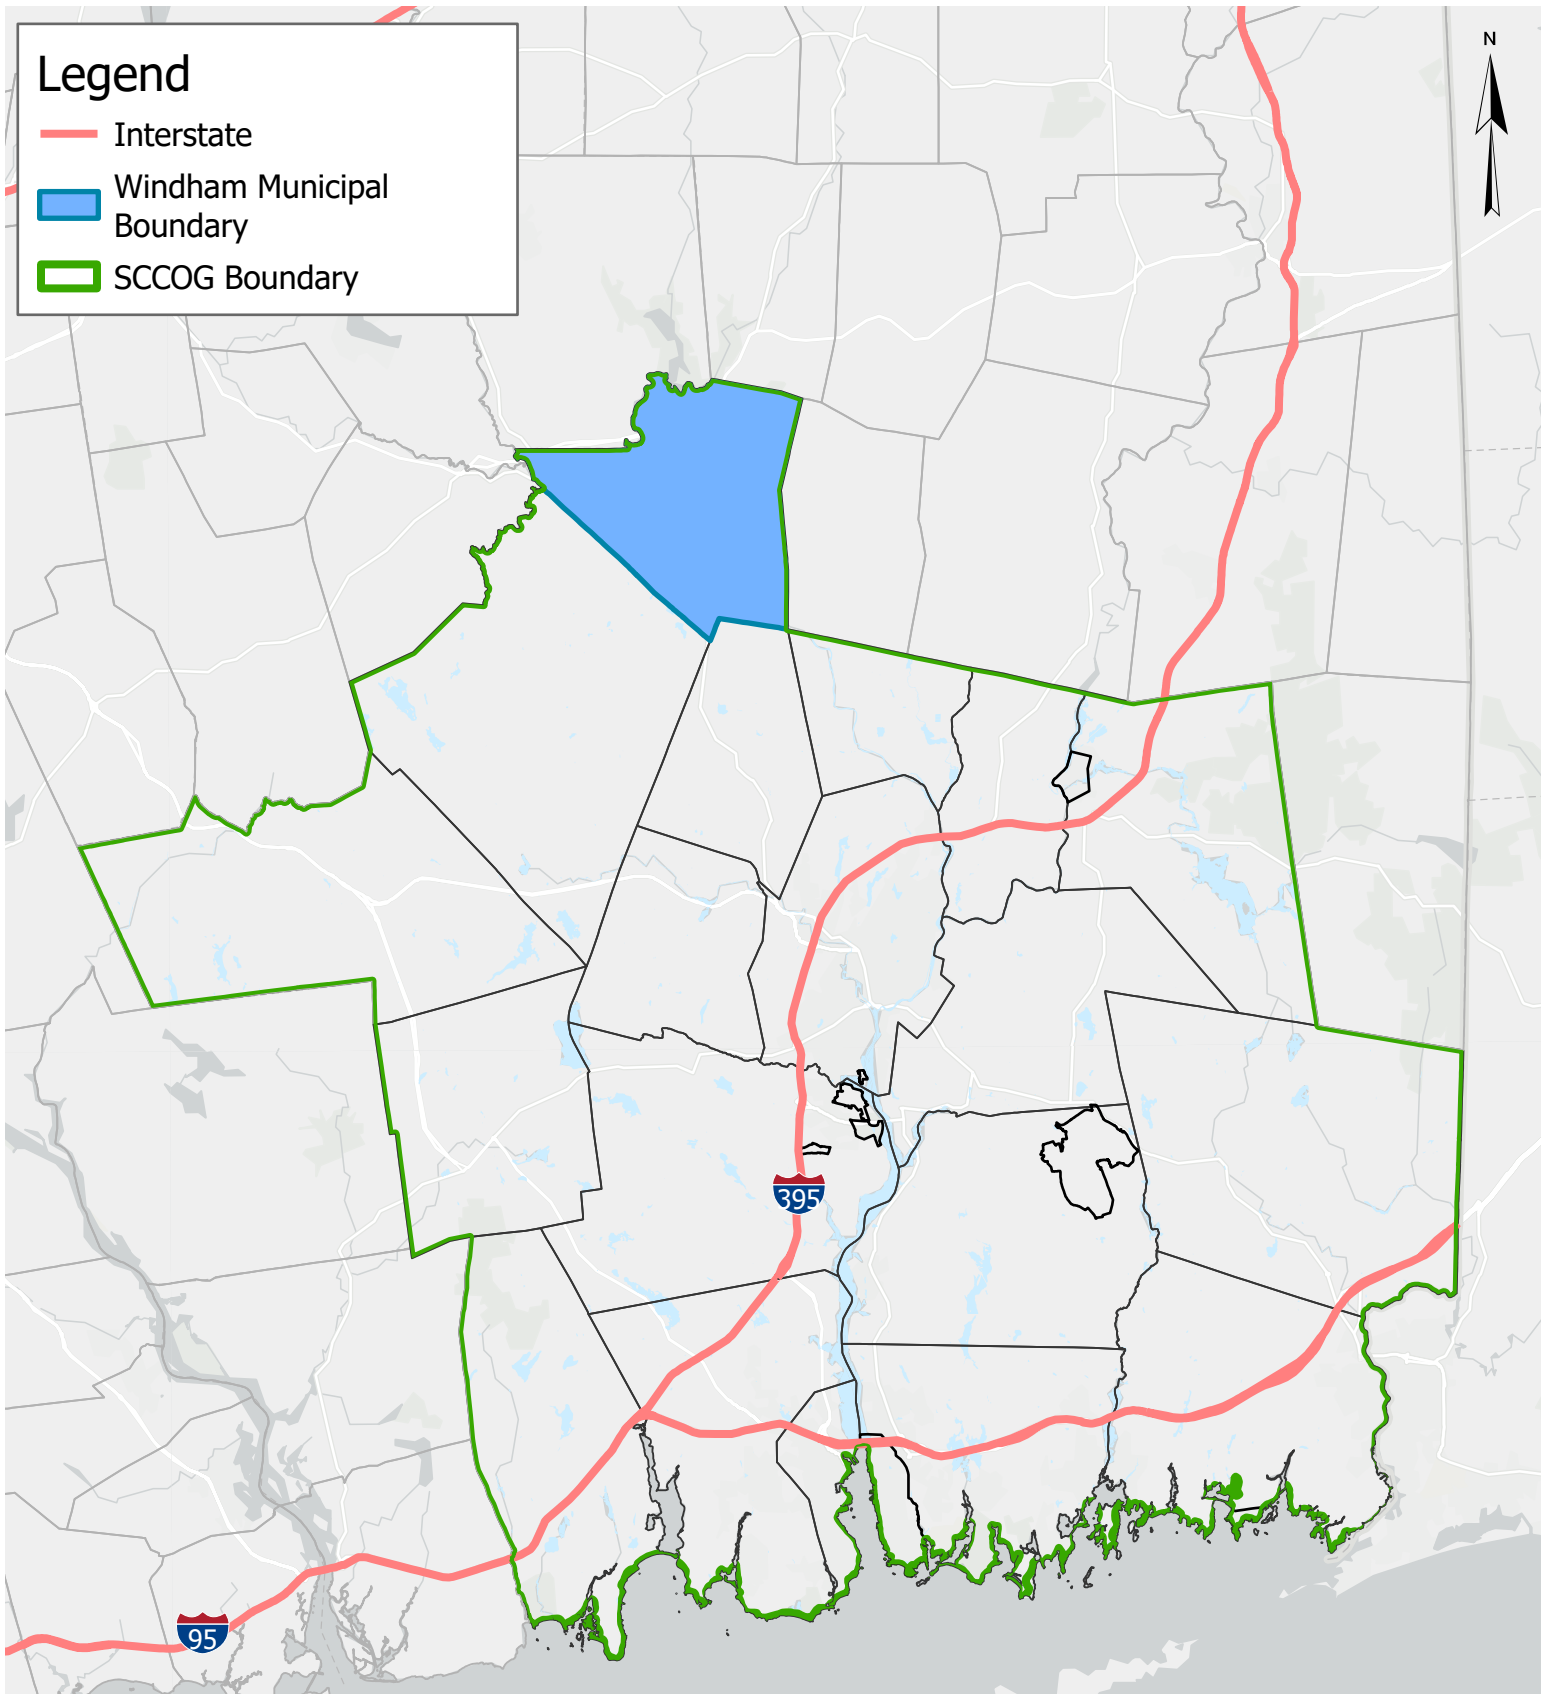 Legend
Interstate
Windham Municipal
Boundary
SCCOG Boundary
N
395
95